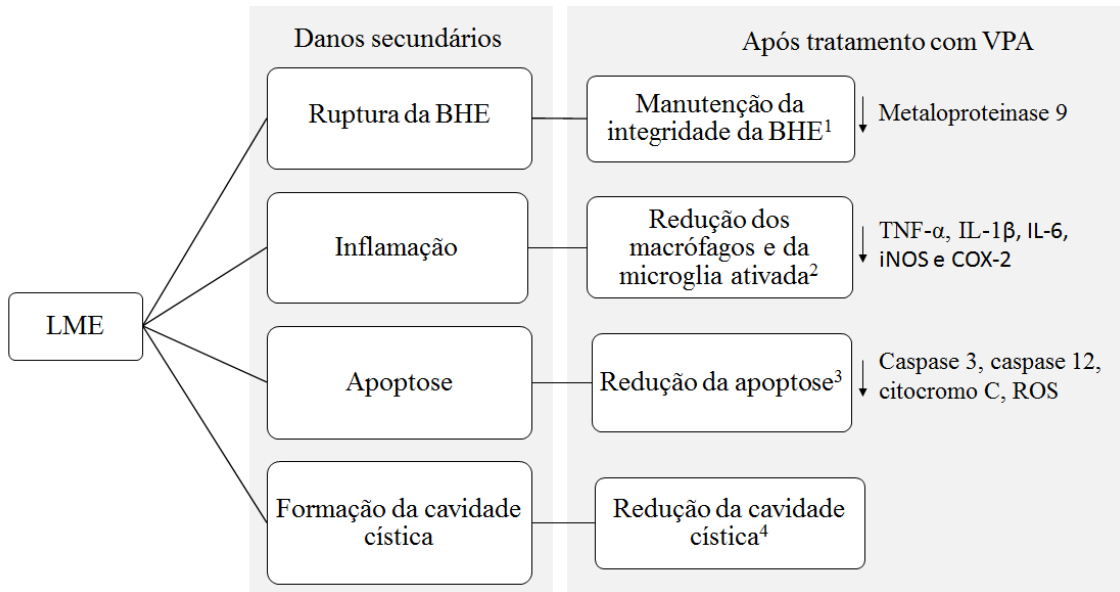 Danos secundários
Após tratamento com VPA
LME
Ruptura da BHE
Manutenção da
integridade da BHE¹
Metaloproteinase 9
Inflamação
Redução dos
macrófagos e da
microglia ativada²
TNF-α, IL-1β, IL-6,
iNOS e COX-2
Apoptose
Redução da apoptose³
Caspase 3, caspase 12,
citocromo C, ROS
Formação da cavidade
cística
Redução da cavidade
cística⁴